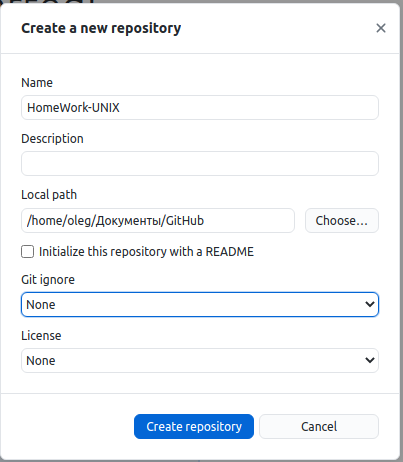 Create a new repository
Name
HomeWork-UNIX
Description
Local path
/home/oleg/Документы/GitHub
Choose...
Initialize this repository with a README
Git ignore
None
License
None
Create repository
Cancel